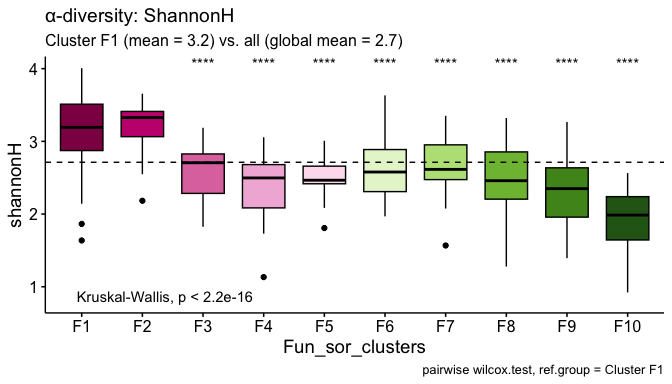 α-diversity: ShannonH
Cluster F1 (mean = 3.2) vs. all (global mean = 2.7)
**** **** **** **** **** **** **** ****
4
3
2
1
shannonH
Kruskal-Wallis, p < 2.2e-16
F1 F2 F3 F4 F5 F6 F7 F8 F9 F10
Fun_sor_clusters
pairwise wilcox.test, ref.group = Cluster F1